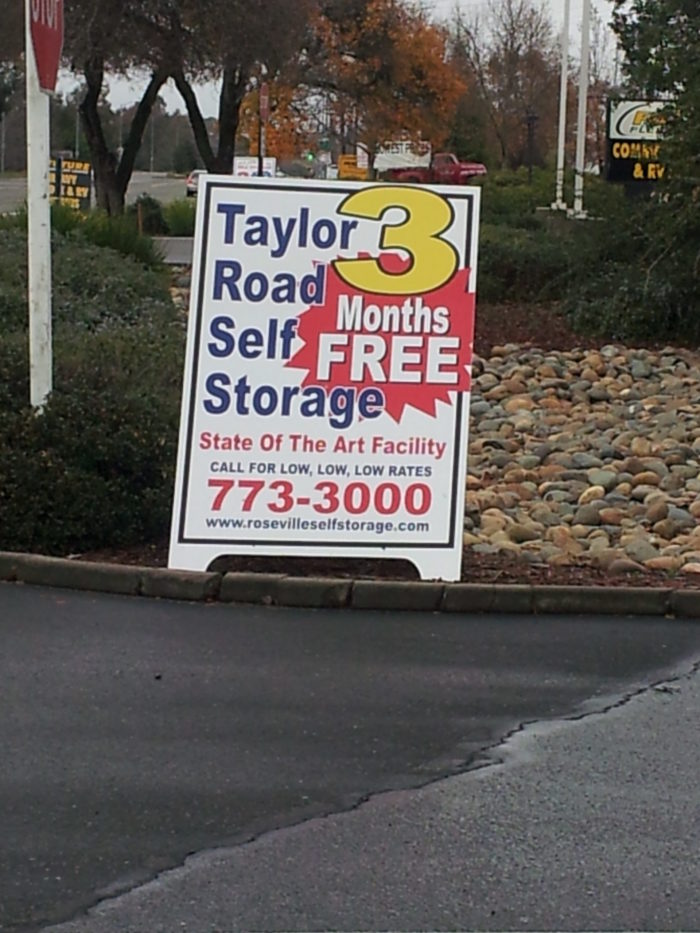 STOP
Taylor
Road
Self
Storage
3
Months
FREE
State Of The Art Facility
CALL FOR LOW, LOW, LOW RATES
773-3000
www.rosevilleselfstorage.com
& RV